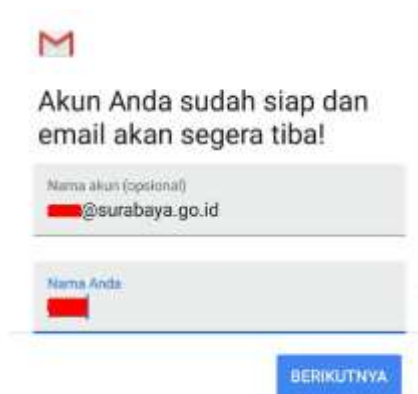 Akun Anda sudah siap dan
email akan segera tiba!
Nama akun (opsional)
@surabaya.go.id
Nama Anda
BERIKUTNYA